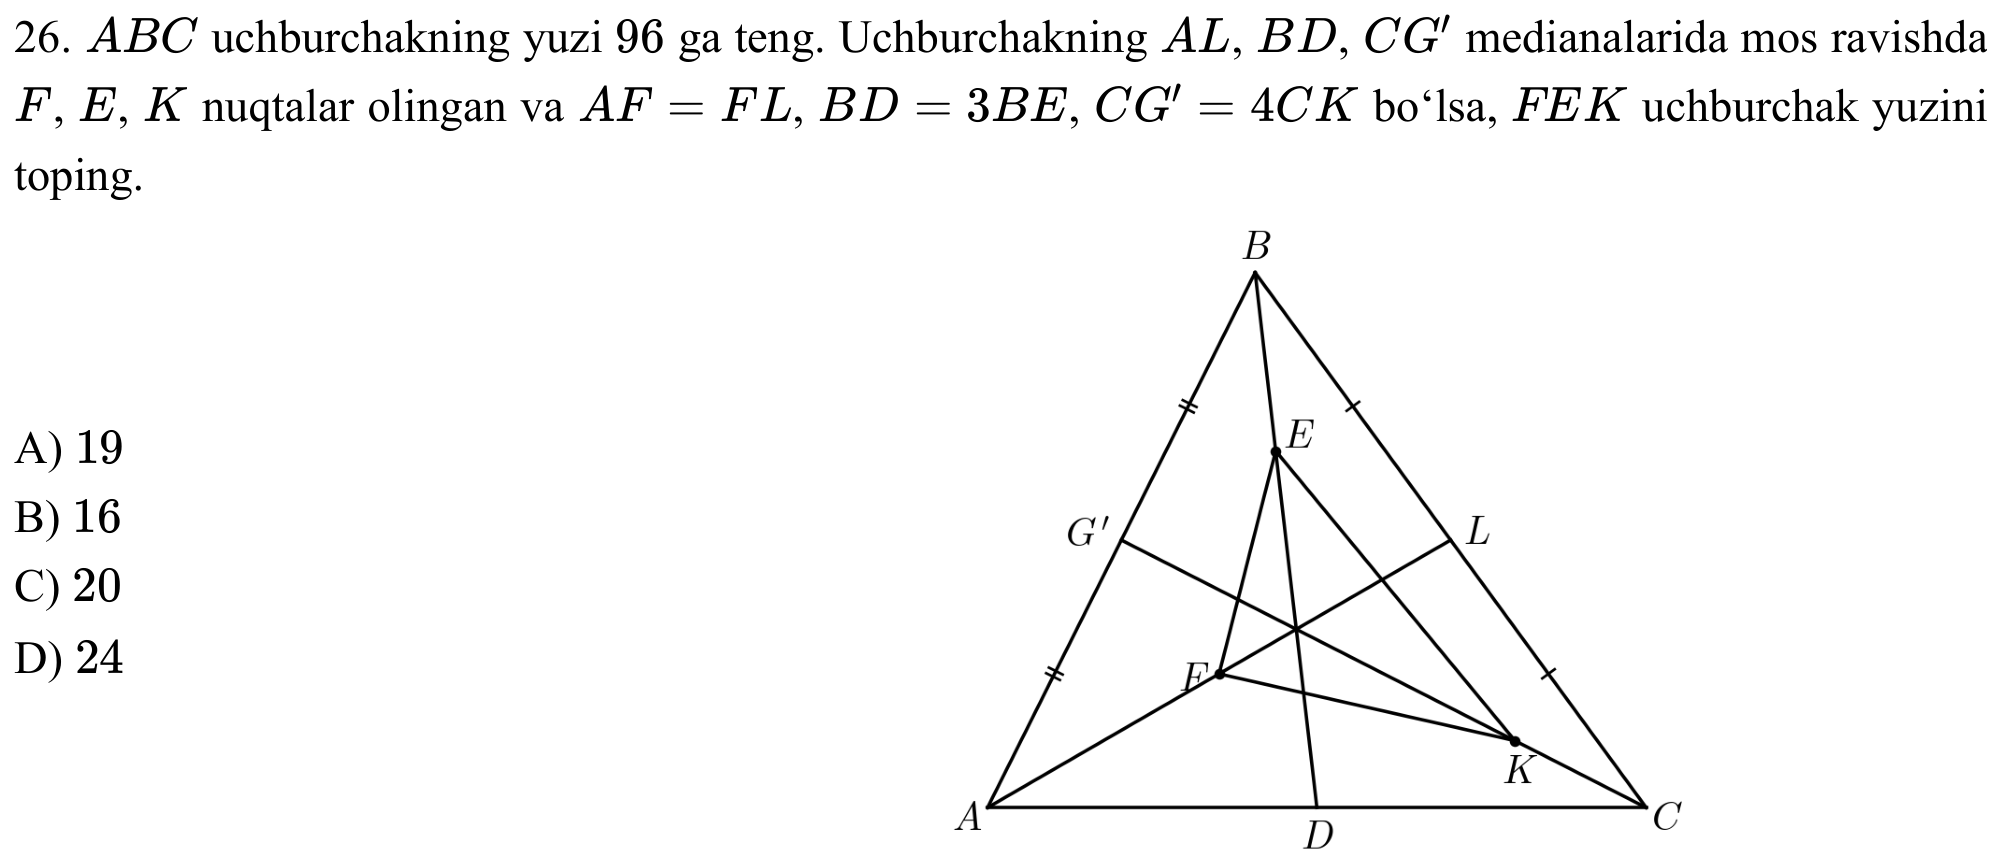 26. ABC uchburchakning yuzi 96 ga teng. Uchburchakning AL, BD, CG′ medianalarida mos ravishda
F, E, K nuqtalar olingan va AF = FL, BD = 3BE, CG′ = 4CK bo‘lsa, FEK uchburchak yuzini
toping.
B
E
G′
L
F
K
A
D
C
A) 19
B) 16
C) 20
D) 24